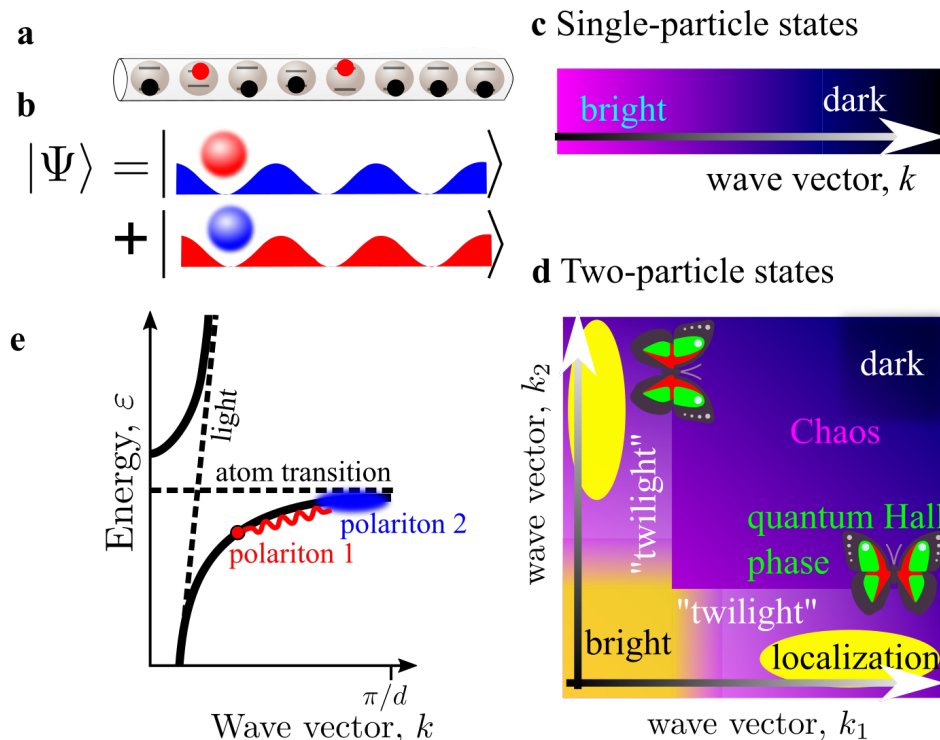 a
b
|Ψ⟩ = | ⟩
+ | ⟩
c Single-particle states
bright
dark
wave vector, k
d Two-particle states
wave vector, k₂
dark
Chaos
"twilight"
quantum Hall
phase
"twilight"
bright
localization
wave vector, k₁
e
Energy, ε
light
atom transition
polariton 2
polariton 1
π/d
Wave vector, k